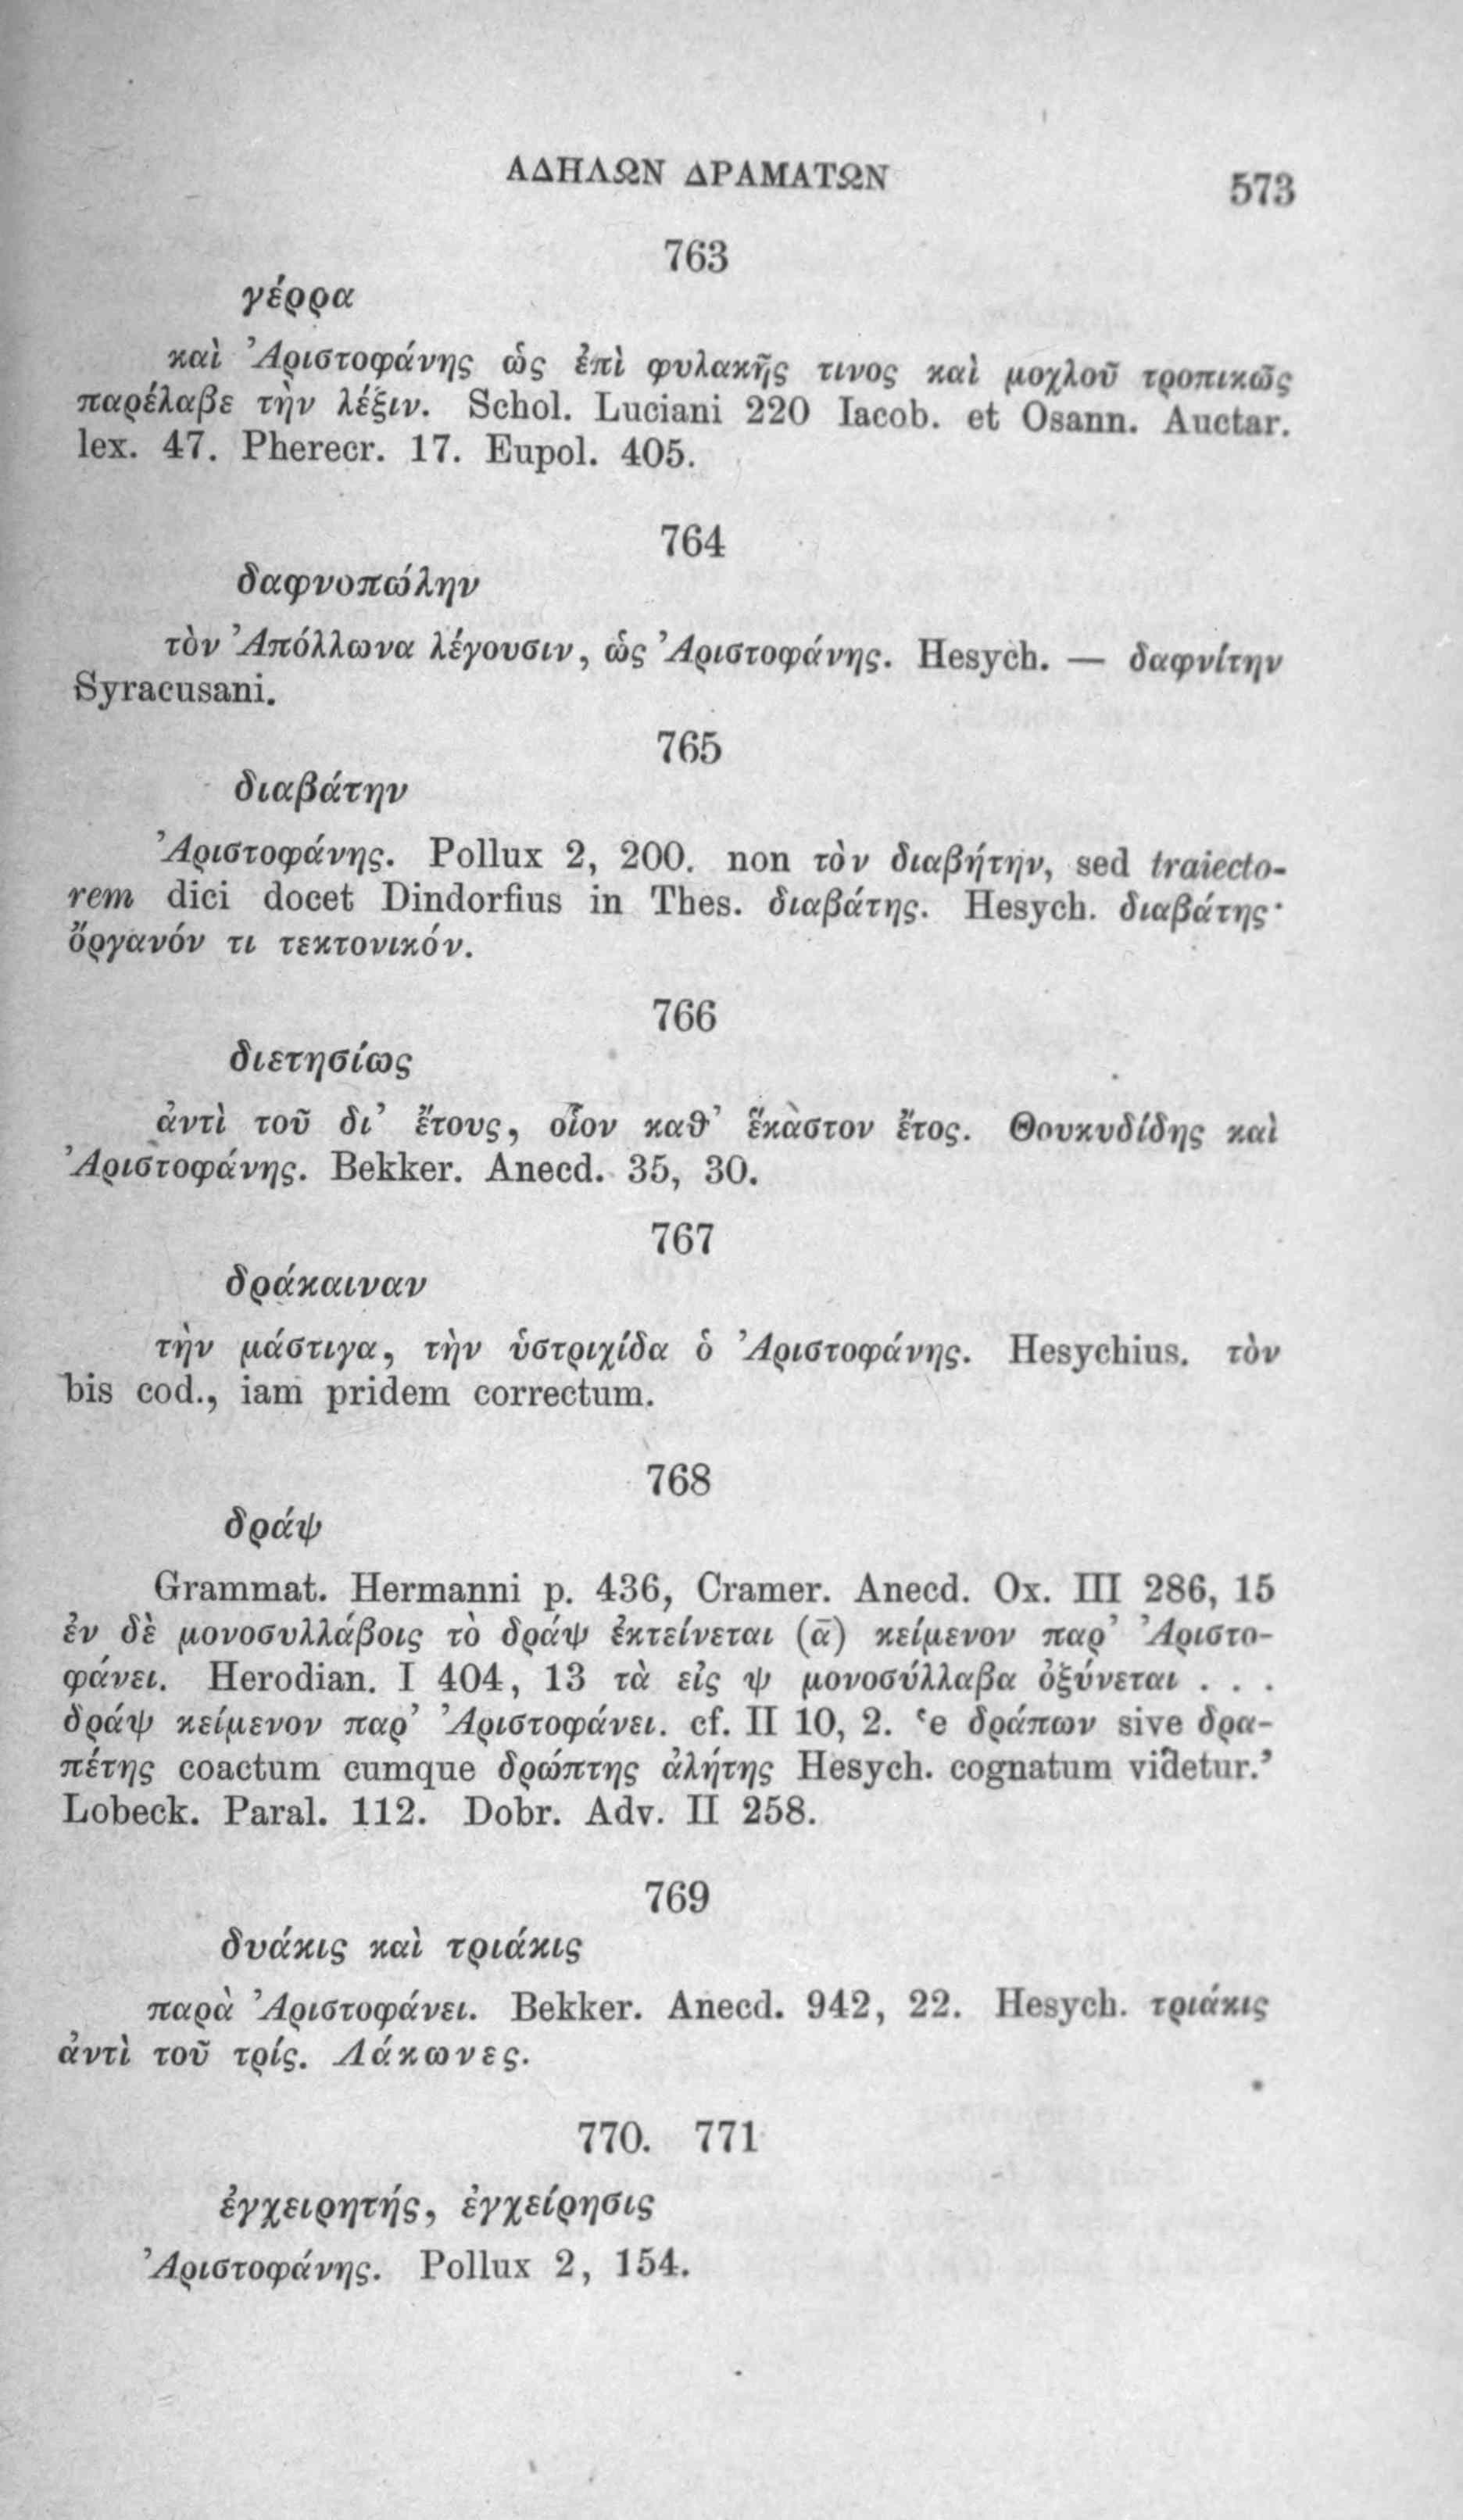 ΑΔΗΛΩΝ ΔΡΑΜΑΤΩΝ 573
763
γέρρα
καὶ Ἀριστοφάνης ὡς ἐπὶ φυλακῆς τινος καὶ μοχλοῦ τροπικῶς
παρέλαβε τὴν λέξιν. Schol. Luciani 220 Iacob. et Osann. Auctar.
lex. 47. Pherecr. 17. Eupol. 405.
764
δαφνοπώλην
τὸν Ἀπόλλωνα λέγουσιν, ὡς Ἀριστοφάνης. Hesych. — δαφνίτην
Syracusani.
765
διαβάτην
Ἀριστοφάνης. Pollux 2, 200. non τὸν διαβήτην, sed traiecto-
rem dici docet Dindorfius in Thes. διαβάτης. Hesych. διαβάτης·
ὄργανόν τι τεκτονικόν.
766
διετησίως
ἀντὶ τοῦ δι’ ἔτους, οἷον καθ’ ἕκαστον ἔτος. Θουκυδίδης καὶ
Ἀριστοφάνης. Bekker. Anecd. 35, 30.
767
δράκαιναν
τὴν μάστιγα, τὴν ὑστριχίδα ὁ Ἀριστοφάνης. Hesychius. τὸν
bis cod., iam pridem correctum.
768
δράψ
Grammat. Hermanni p. 436, Cramer. Anecd. Ox. III 286, 15
ἐν δὲ μονοσυλλάβοις τὸ δράψ ἐκτείνεται (ᾱ) κείμενον παρ’ Ἀριστο-
φάνει. Herodian. I 404, 13 τὰ εἰς ψ μονοσύλλαβα ὀξύνεται . . .
δράψ κείμενον παρ’ Ἀριστοφάνει. cf. II 10, 2. ‘e δράπων sive δρα-
πέτης coactum cumque δρώπτης ἀλήτης Hesych. cognatum videtur.’
Lobeck. Paral. 112. Dobr. Adv. II 258.
769
δυάκις καὶ τριάκις
παρὰ Ἀριστοφάνει. Bekker. Anecd. 942, 22. Hesych. τριάκις
ἀντὶ τοῦ τρίς. Λάκωνες.
770. 771
ἐγχειρητής, ἐγχείρησις
Ἀριστοφάνης. Pollux 2, 154.